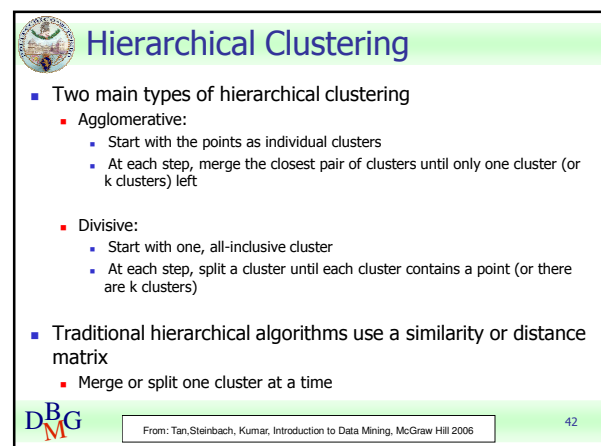 Hierarchical Clustering
Two main types of hierarchical clustering
Agglomerative:
Start with the points as individual clusters
At each step, merge the closest pair of clusters until only one cluster (or
k clusters) left
Divisive:
Start with one, all-inclusive cluster
At each step, split a cluster until each cluster contains a point (or there
are k clusters)
Traditional hierarchical algorithms use a similarity or distance
matrix
Merge or split one cluster at a time
DBMG
From: Tan,Steinbach, Kumar, Introduction to Data Mining, McGraw Hill 2006
42